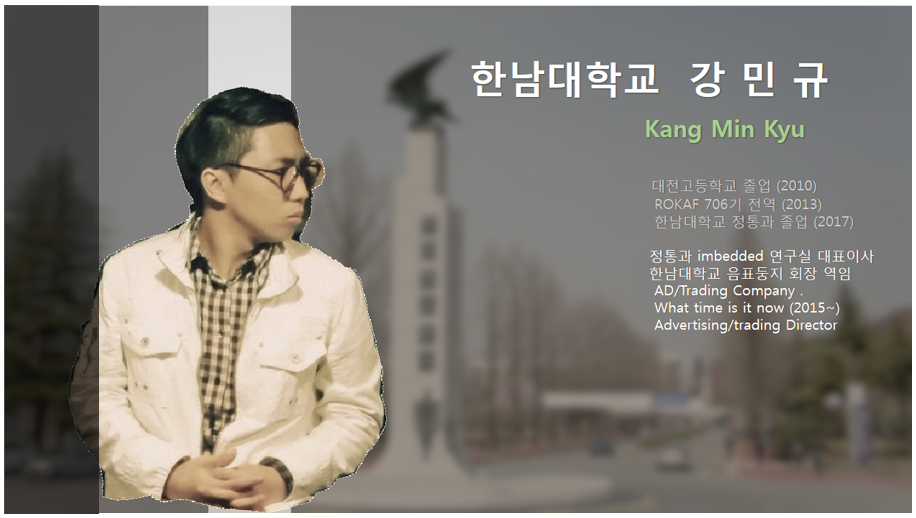 한남대학교 강 민 규
Kang Min Kyu
대전고등학교 졸업 (2010)
ROKAF 706기 전역 (2013)
한남대학교 정통과 졸업 (2017)
정통과 imbedded 연구실 대표이사
한남대학교 음표둥지 회장 역임
AD/Trading Company .
What time is it now (2015~)
Advertising/trading Director